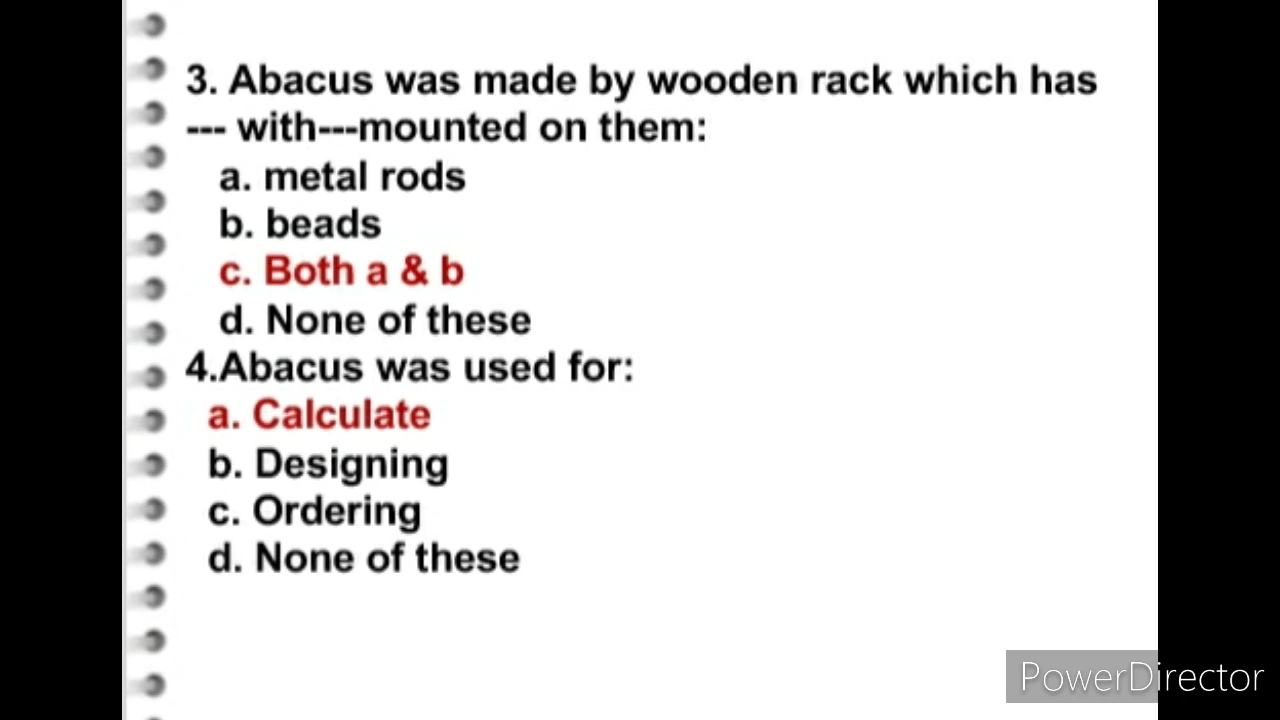 3. Abacus was made by wooden rack which has
--- with---mounted on them:
a. metal rods
b. beads
c. Both a & b
d. None of these
4.Abacus was used for:
a. Calculate
b. Designing
c. Ordering
d. None of these
PowerDirector